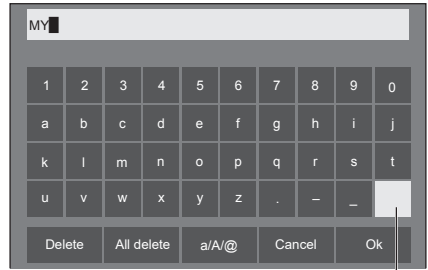 MY
1 2 3 4 5 6 7 8 9 0
a b c d e f g h i j
k l m n o p q r s t
u v w x y z . – _
Delete All delete a/A/@ Cancel Ok